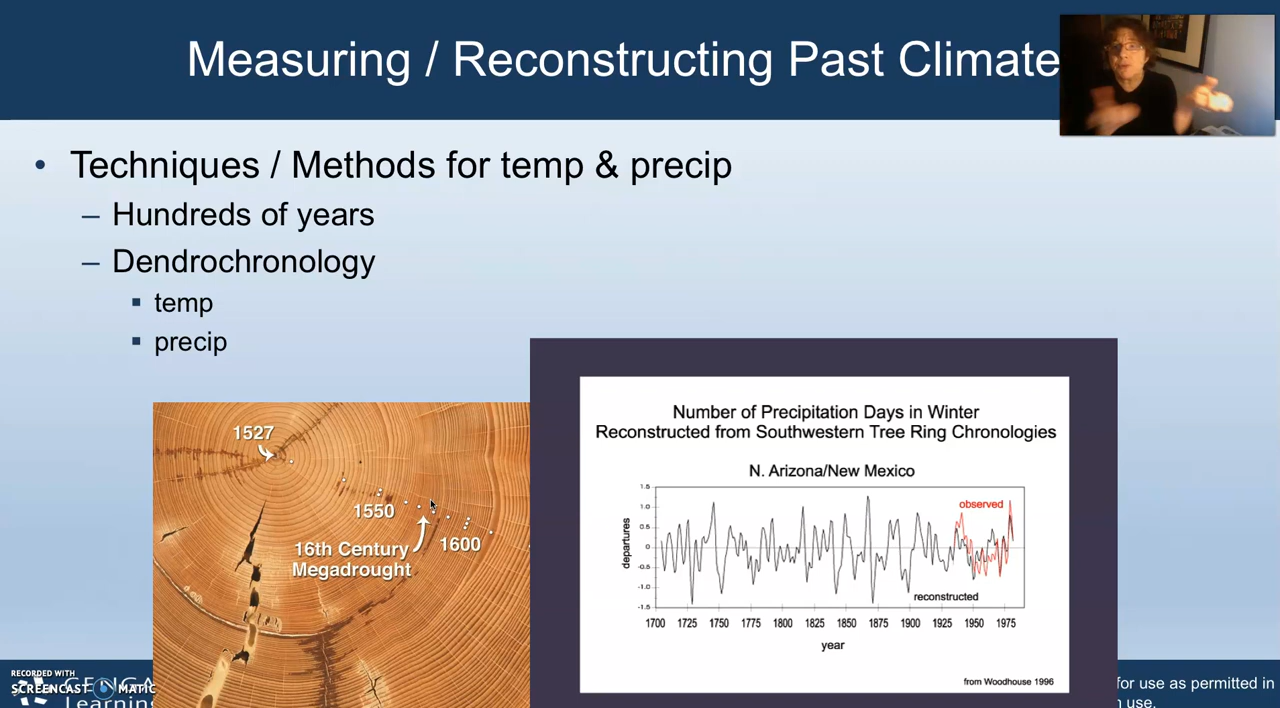 Measuring / Reconstructing Past Climate
• Techniques / Methods for temp & precip
– Hundreds of years
– Dendrochronology
▪ temp
▪ precip
1527
1550
1600
16th Century
Megadrought
Number of Precipitation Days in Winter
Reconstructed from Southwestern Tree Ring Chronologies
N. Arizona/New Mexico
departures
1.5
1.0
0.5
0
-0.5
-1.0
-1.5
observed
reconstructed
1700 1725 1750 1775 1800 1825 1850 1875 1900 1925 1950 1975
year
from Woodhouse 1996
RECORDED WITH
SCREENCAST MATIC
Learning
for use as permitted in
use.